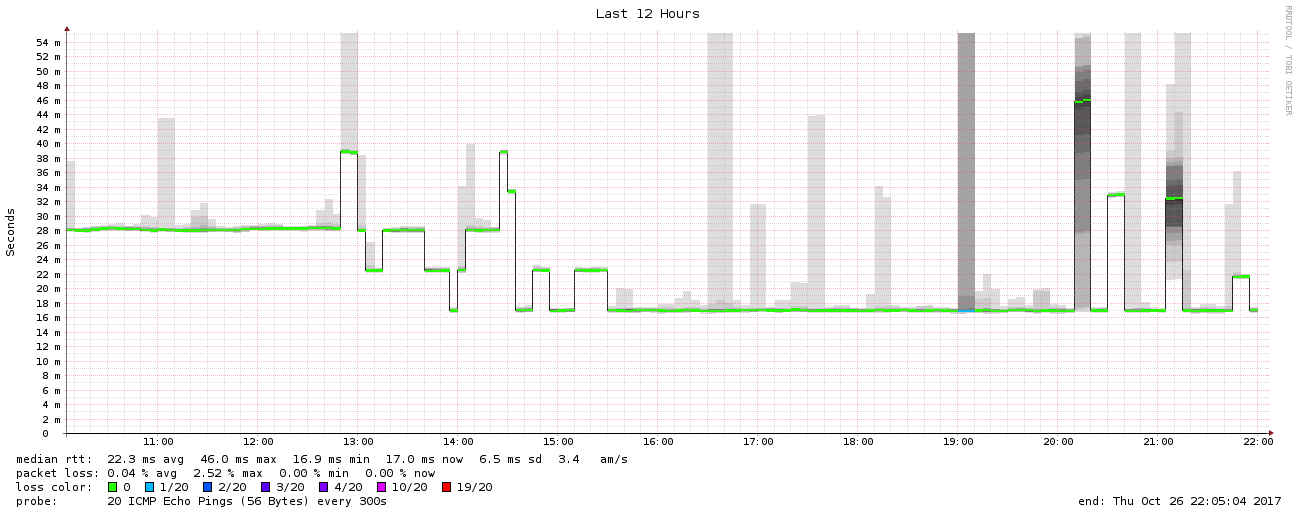 Last 12 Hours
RRDTOOL / TOBI OETIKER
Seconds
54 m
52 m
50 m
48 m
46 m
44 m
42 m
40 m
38 m
36 m
34 m
32 m
30 m
28 m
26 m
24 m
22 m
20 m
18 m
16 m
14 m
12 m
10 m
8 m
6 m
4 m
2 m
0
11:00 12:00 13:00 14:00 15:00 16:00 17:00 18:00 19:00 20:00 21:00 22:00
median rtt: 22.3 ms avg 46.0 ms max 16.9 ms min 17.0 ms now 6.5 ms sd 3.4 am/s
packet loss: 0.04 % avg 2.52 % max 0.00 % min 0.00 % now
loss color: 0 1/20 2/20 3/20 4/20 10/20 19/20
probe: 20 ICMP Echo Pings (56 Bytes) every 300s end: Thu Oct 26 22:05:04 2017